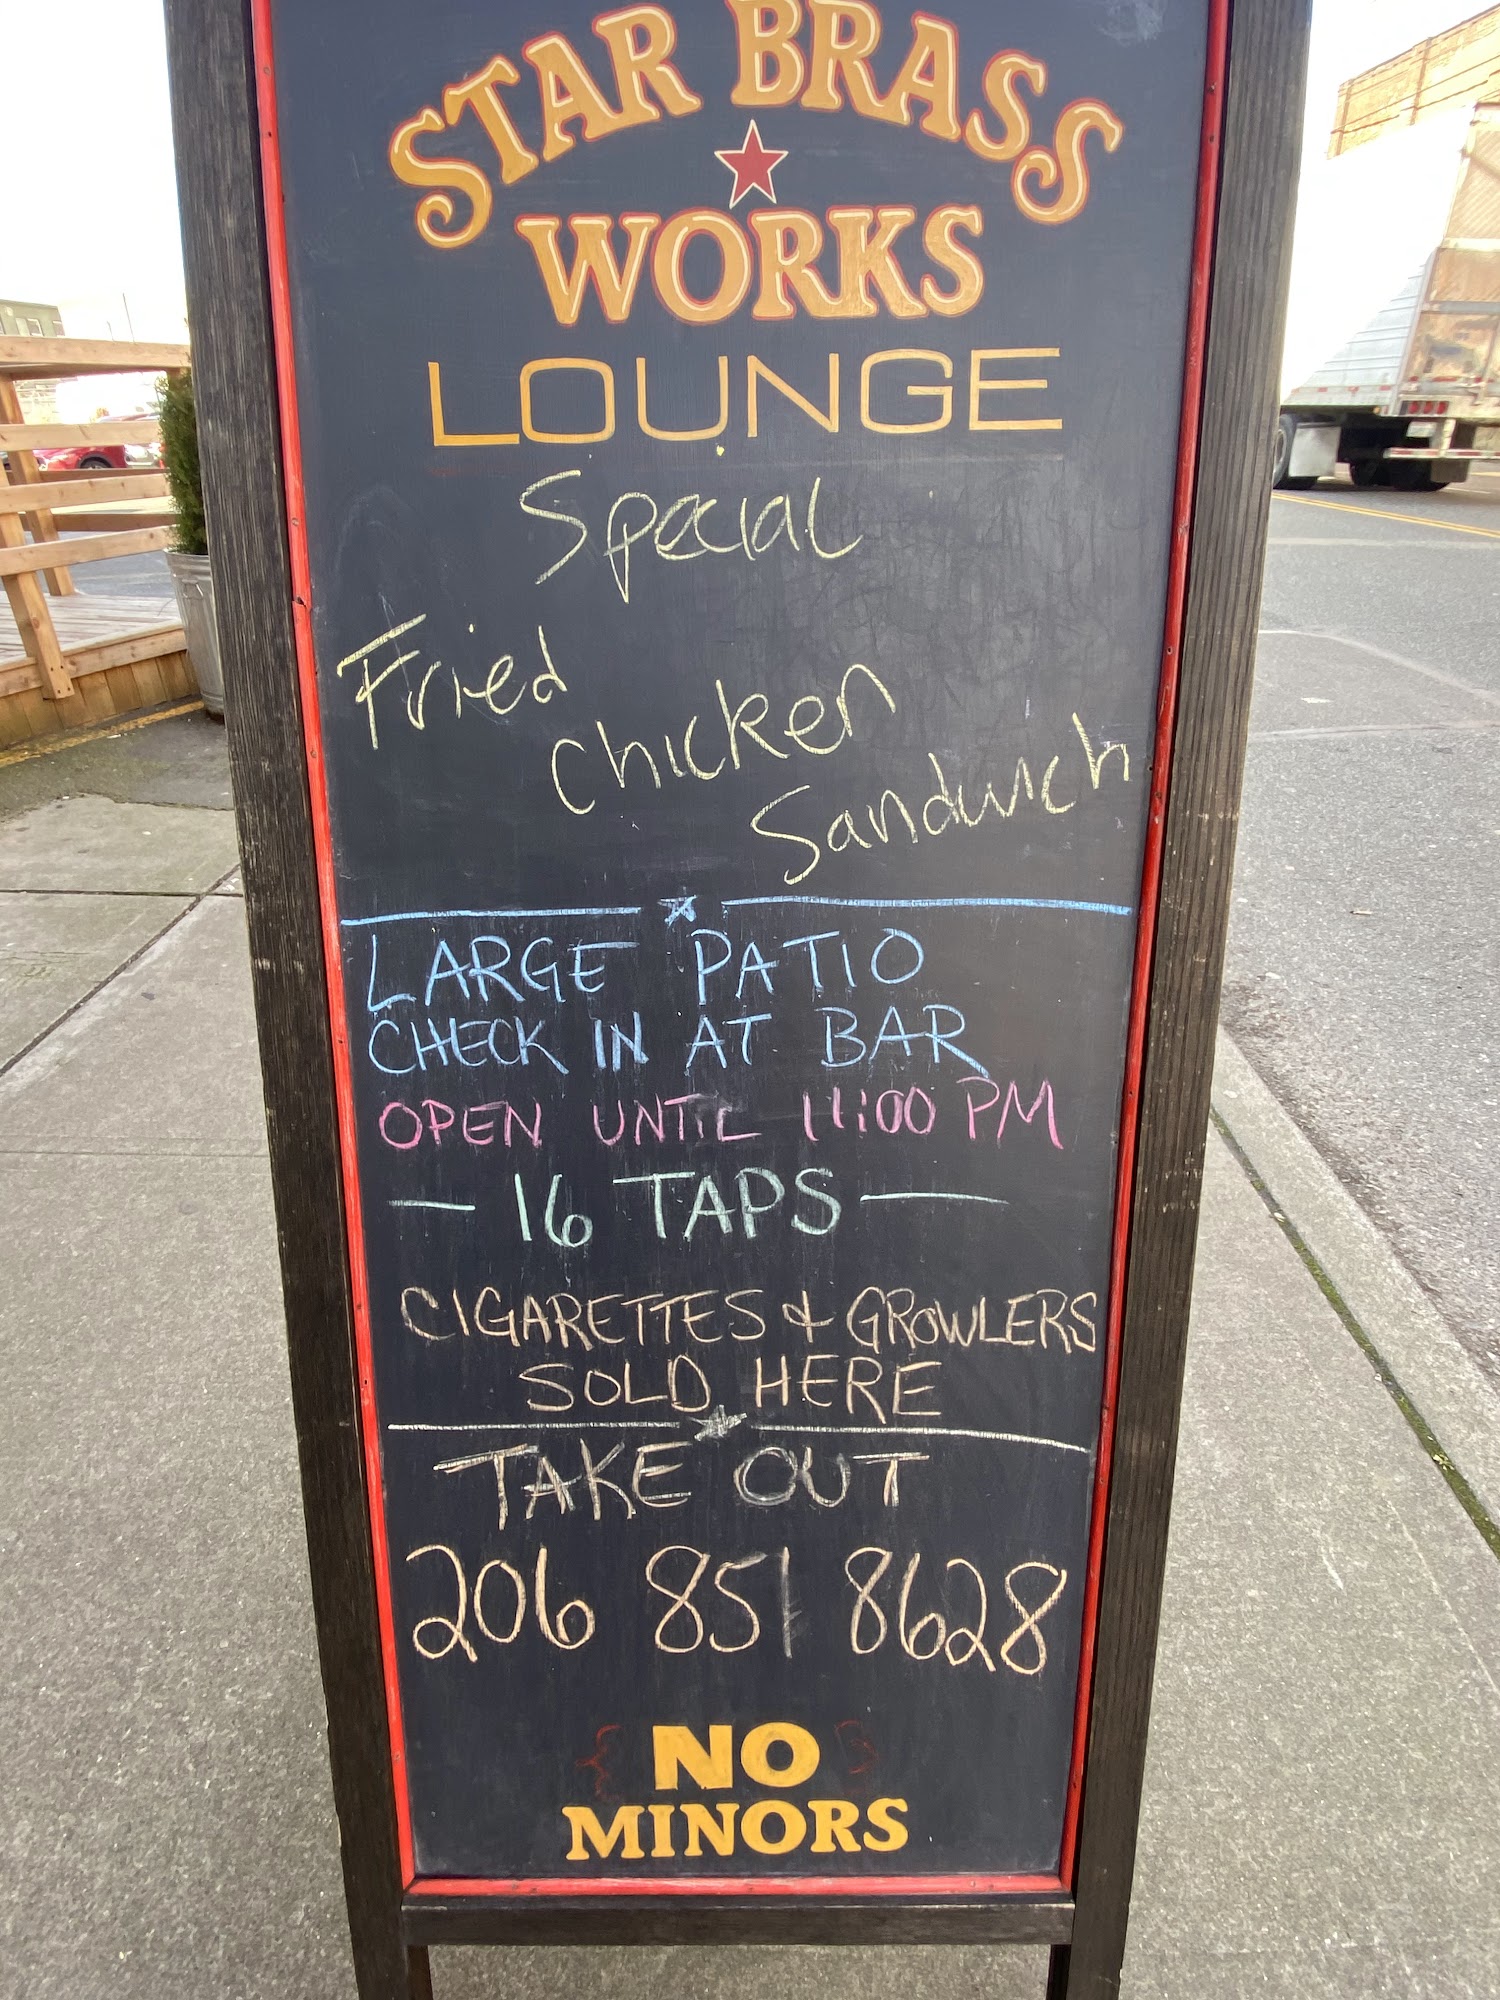 STAR BRASS
WORKS
LOUNGE
Special
Fried
Chicken
Sandwich
LARGE PATIO
CHECK IN AT BAR
OPEN UNTIL 11:00 PM
— 16 TAPS —
CIGARETTES & GROWLERS
SOLD HERE
TAKE OUT
206 851 8628
NO
MINORS